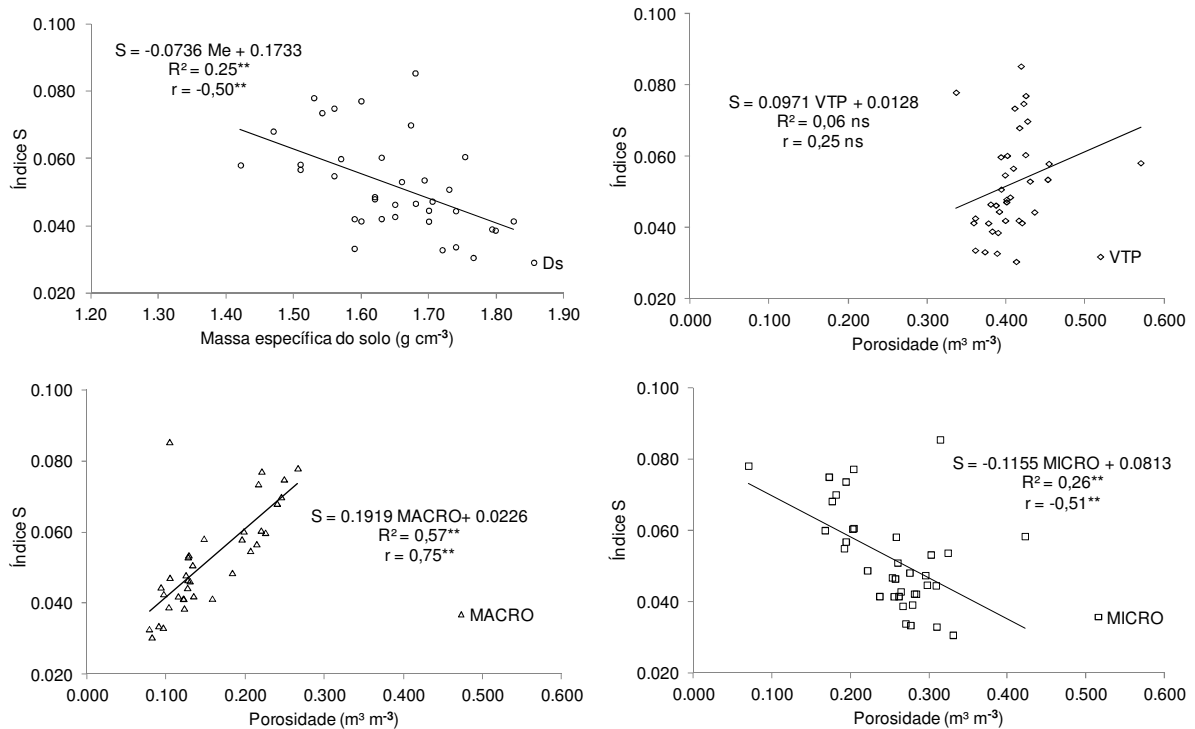 0.100
0.080
0.060
0.040
0.020
Índice S
S = -0.0736 Me + 0.1733
R² = 0.25**
r = -0,50**
Ds
1.20 1.30 1.40 1.50 1.60 1.70 1.80 1.90
Massa específica do solo (g cm⁻³)
0.100
0.080
0.060
0.040
0.020
Índice S
S = 0.0971 VTP + 0.0128
R² = 0,06 ns
r = 0,25 ns
VTP
0.000 0.100 0.200 0.300 0.400 0.500 0.600
Porosidade (m³ m⁻³)
0.100
0.080
0.060
0.040
0.020
Índice S
S = 0.1919 MACRO+ 0.0226
R² = 0,57**
r = 0,75**
MACRO
0.000 0.100 0.200 0.300 0.400 0.500 0.600
Porosidade (m³ m⁻³)
0.100
0.080
0.060
0.040
0.020
Índice S
S = -0.1155 MICRO + 0.0813
R² = 0,26**
r = -0,51**
MICRO
0.000 0.100 0.200 0.300 0.400 0.500 0.600
Porosidade (m³ m⁻³)